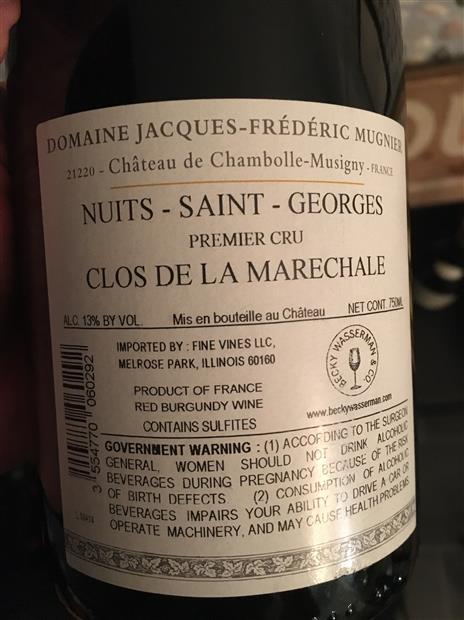 DOMAINE JACQUES-FRÉDÉRIC MUGNIER
21220 - Château de Chambolle-Musigny - FRANCE
NUITS - SAINT - GEORGES
PREMIER CRU
CLOS DE LA MARECHALE
ALC. 13% BY VOL. Mis en bouteille au Château NET CONT. 750ML
IMPORTED BY : FINE VINES LLC,
MELROSE PARK, ILLINOIS 60160
BECKY WASSERMAN & CO.
PRODUCT OF FRANCE
RED BURGUNDY WINE
www.beckywasserman.com
CONTAINS SULFITES
3 554770 060292
GOVERNMENT WARNING : (1) ACCOFDING TO THE SURGEON
GENERAL, WOMEN SHOULD NOT DRINK ALCOHOLIC
BEVERAGES DURING PREGNANCY BECAUSE OF THE RISK
OF BIRTH DEFECTS (2) CONSUMPTION OF ALCOHOLIC
BEVERAGES IMPAIRS YOUR ABILITY TO DRIVE A CAR OR
OPERATE MACHINERY, AND MAY CAUSE HEALTH PROBLEMS